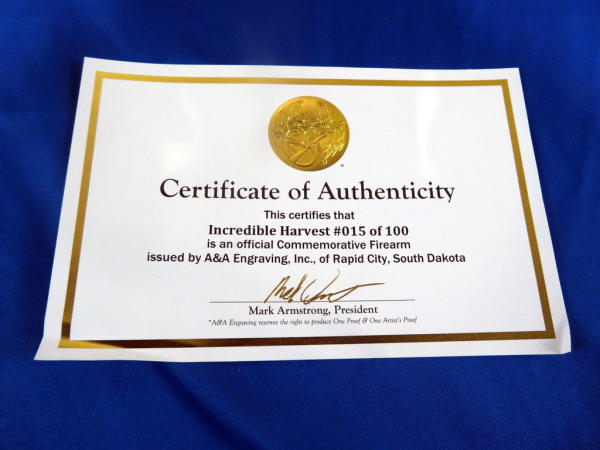 Certificate of Authenticity
This certifies that
Incredible Harvest #015 of 100
is an official Commemorative Firearm
issued by A&A Engraving, Inc., of Rapid City, South Dakota
Mark Armstrong, President
*A&A Engraving reserves the right to produce One Proof & One Artist's Proof